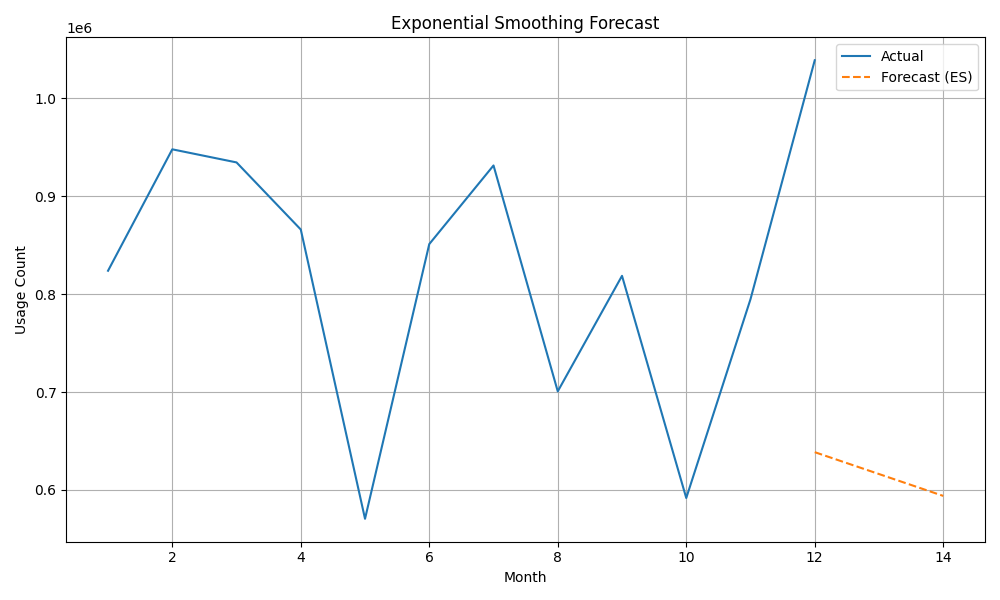 Exponential Smoothing Forecast
1e6
Actual
Forecast (ES)
1.0
0.9
0.8
0.7
0.6
Usage Count
2 4 6 8 10 12 14
Month